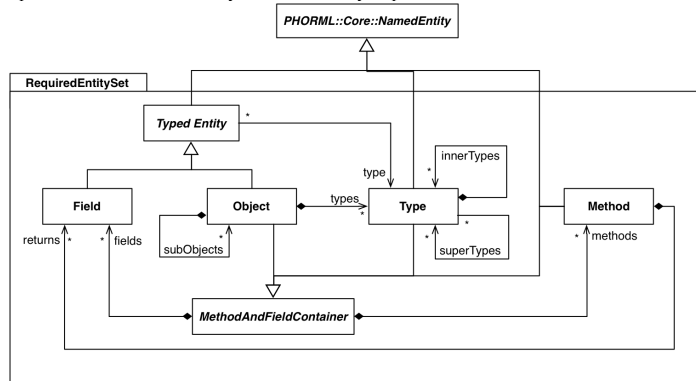 PHORML::Core::NamedEntity
RequiredEntitySet
Typed Entity
*
innerTypes
*
type
*
Field
Object
types
*
Type
Method
*
returns
*
*
fields
subObjects
*
*
superTypes
*
methods
MethodAndFieldContainer